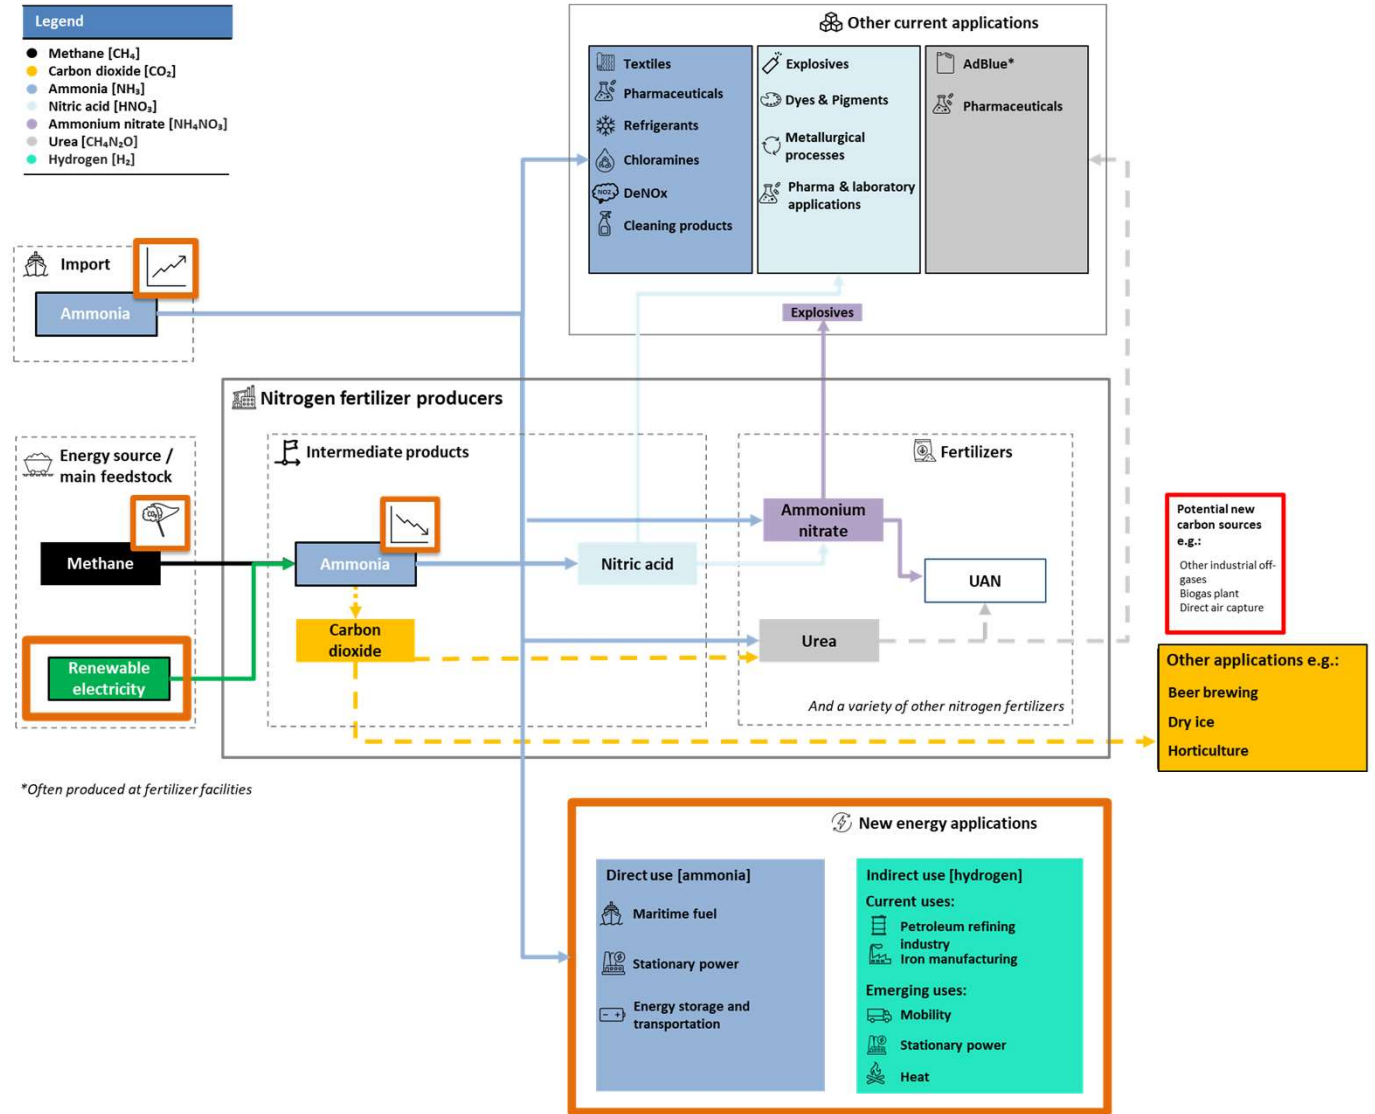 Legend
Methane [CH₄]
Carbon dioxide [CO₂]
Ammonia [NH₃]
Nitric acid [HNO₃]
Ammonium nitrate [NH₄NO₃]
Urea [CH₄N₂O]
Hydrogen [H₂]
Other current applications
Textiles
Pharmaceuticals
Refrigerants
Chloramines
NO2
DeNOx
Cleaning products
Explosives
Dyes & Pigments
Metallurgical
processes
Pharma & laboratory
applications
AdBlue*
Pharmaceuticals
Explosives
Import
Ammonia
Nitrogen fertilizer producers
Energy source /
main feedstock
CO₂
Methane
Renewable
electricity
Intermediate products
Ammonia
Carbon
dioxide
Nitric acid
Fertilizers
Ammonium
nitrate
UAN
Urea
And a variety of other nitrogen fertilizers
Potential new
carbon sources
e.g.:
Other industrial off-
gases
Biogas plant
Direct air capture
Other applications e.g.:
Beer brewing
Dry ice
Horticulture
*Often produced at fertilizer facilities
New energy applications
Direct use [ammonia]
Maritime fuel
Stationary power
Energy storage and
transportation
Indirect use [hydrogen]
Current uses:
Petroleum refining
industry
Iron manufacturing
Emerging uses:
Mobility
Stationary power
Heat